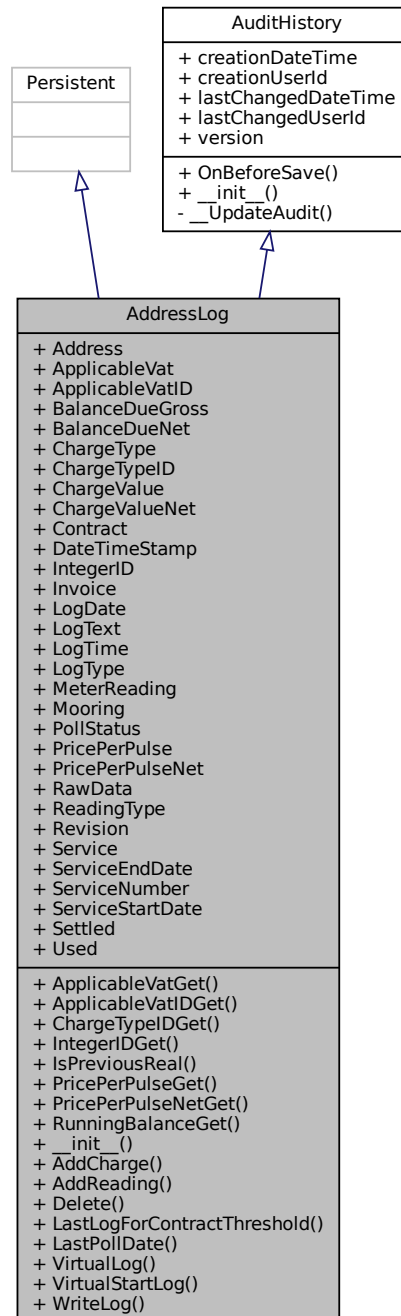 AuditHistory
+ creationDateTime
+ creationUserId
+ lastChangedDateTime
+ lastChangedUserId
+ version
+ OnBeforeSave()
+ __init__()
- __UpdateAudit()
Persistent
AddressLog
+ Address
+ ApplicableVat
+ ApplicableVatID
+ BalanceDueGross
+ BalanceDueNet
+ ChargeType
+ ChargeTypeID
+ ChargeValue
+ ChargeValueNet
+ Contract
+ DateTimeStamp
+ IntegerID
+ Invoice
+ LogDate
+ LogText
+ LogTime
+ LogType
+ MeterReading
+ Mooring
+ PollStatus
+ PricePerPulse
+ PricePerPulseNet
+ RawData
+ ReadingType
+ Revision
+ Service
+ ServiceEndDate
+ ServiceNumber
+ ServiceStartDate
+ Settled
+ Used
+ ApplicableVatGet()
+ ApplicableVatIDGet()
+ ChargeTypeIDGet()
+ IntegerIDGet()
+ IsPreviousReal()
+ PricePerPulseGet()
+ PricePerPulseNetGet()
+ RunningBalanceGet()
+ __init__()
+ AddCharge()
+ AddReading()
+ Delete()
+ LastLogForContractThreshold()
+ LastPollDate()
+ VirtualLog()
+ VirtualStartLog()
+ WriteLog()